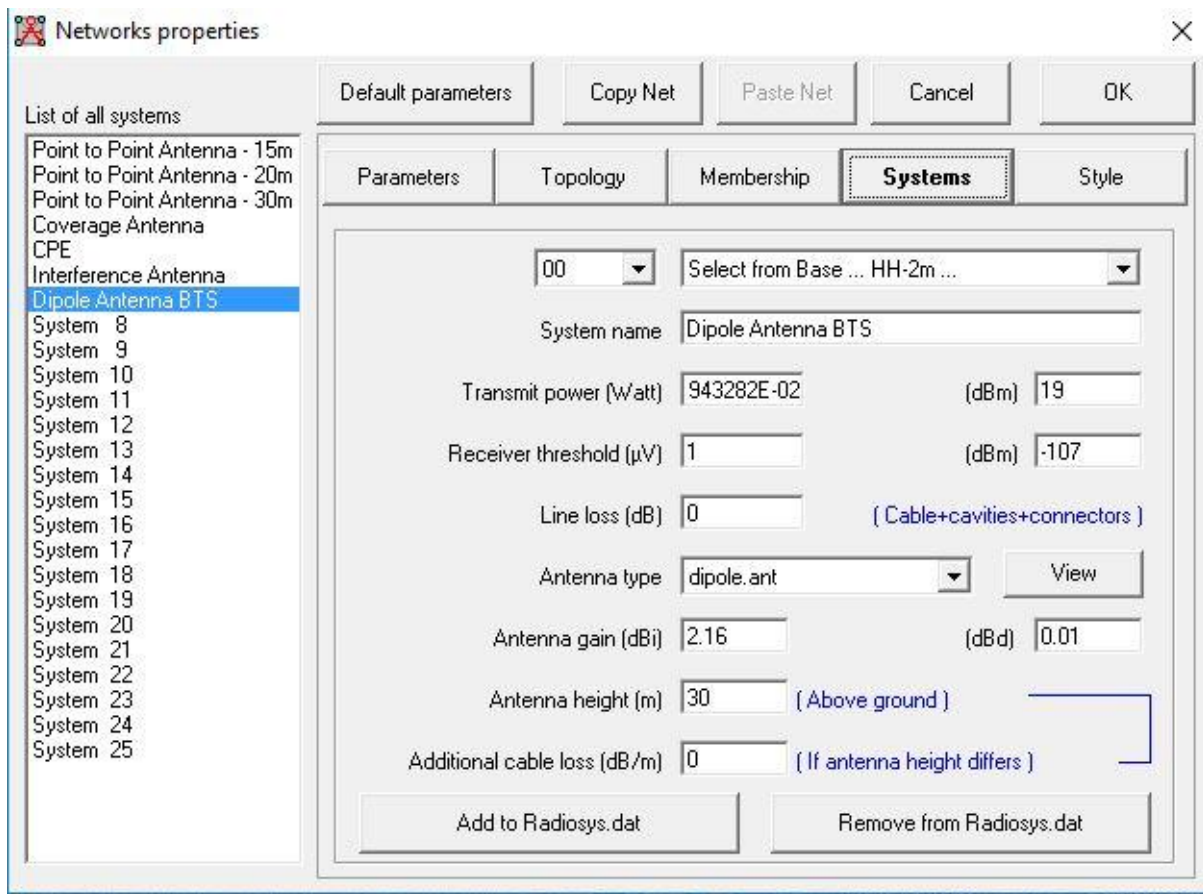 Networks properties
Default parameters
Copy Net
Paste Net
Cancel
OK
List of all systems
Point to Point Antenna - 15m
Point to Point Antenna - 20m
Point to Point Antenna - 30m
Coverage Antenna
CPE
Interference Antenna
Dipole Antenna BTS
System 8
System 9
System 10
System 11
System 12
System 13
System 14
System 15
System 16
System 17
System 18
System 19
System 20
System 21
System 22
System 23
System 24
System 25
Parameters
Topology
Membership
Systems
Style
00 Select from Base ... HH-2m ...
System name Dipole Antenna BTS
Transmit power (Watt) 943282E-02 (dBm) 19
Receiver threshold (µV) 1 (dBm) -107
Line loss (dB) 0 ( Cable+cavities+connectors )
Antenna type dipole.ant View
Antenna gain (dBi) 2.16 (dBd) 0.01
Antenna height (m) 30 ( Above ground )
Additional cable loss (dB/m) 0 ( If antenna height differs )
Add to Radiosys.dat
Remove from Radiosys.dat